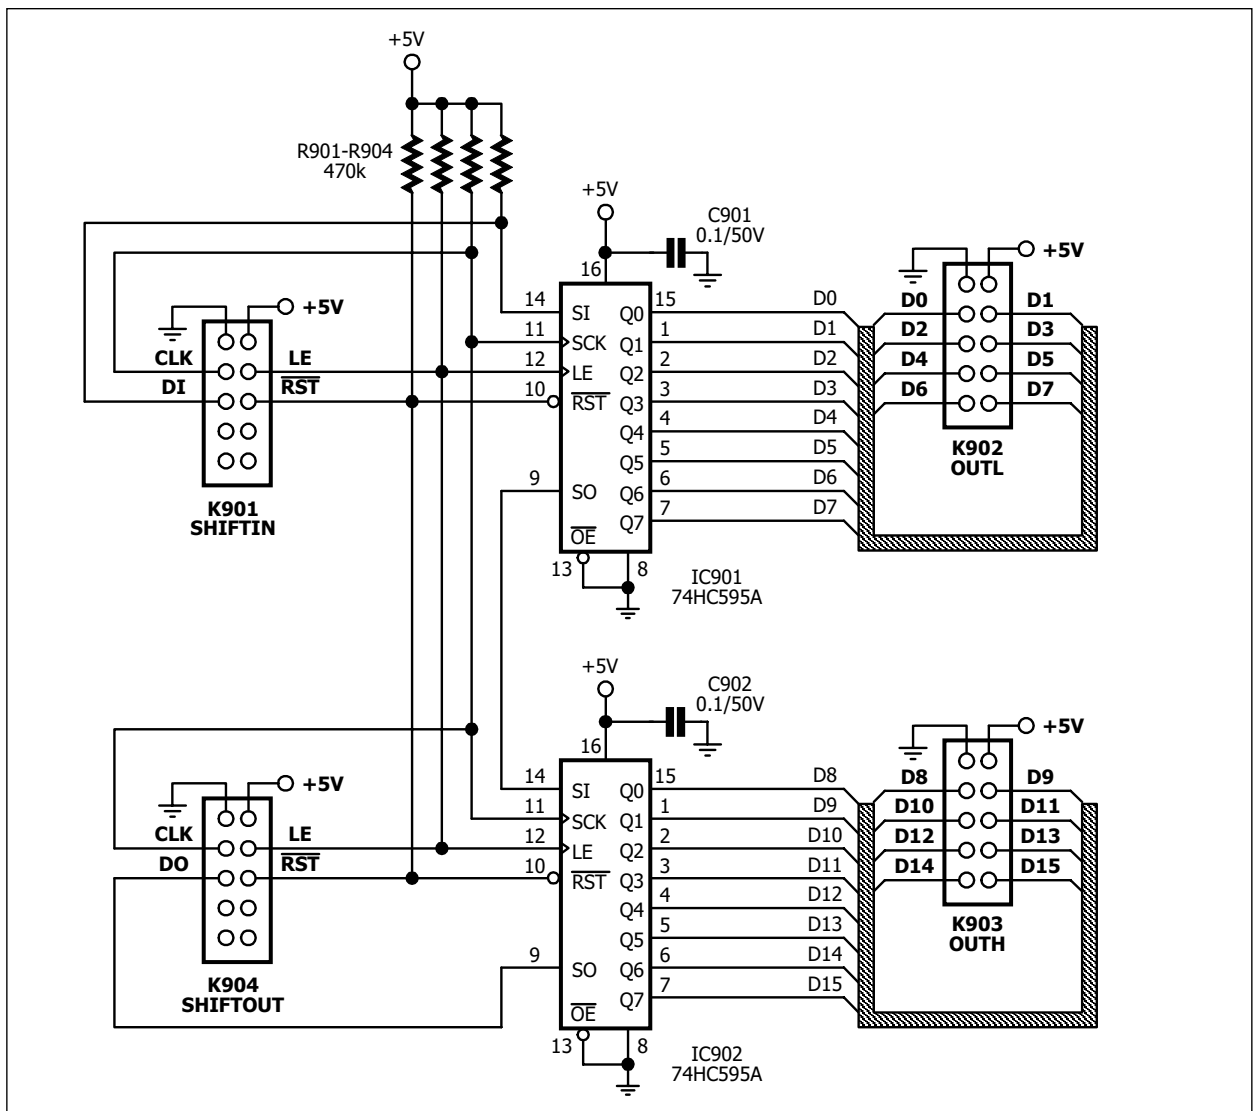 +5V
R901-R904
470k
+5V
C901
0.1/50V
16
+5V
CLK
LE
DI
RST
K901
SHIFTIN
14
SI
11
SCK
12
LE
10
RST
9
SO
OE
13
8
Q0
15
D0
Q1
1
D1
Q2
2
D2
Q3
3
D3
Q4
4
D4
Q5
5
D5
Q6
6
D6
Q7
7
D7
IC901
74HC595A
+5V
D0
D1
D2
D3
D4
D5
D6
D7
K902
OUTL
+5V
C902
0.1/50V
16
+5V
CLK
LE
DO
RST
K904
SHIFTOUT
14
SI
11
SCK
12
LE
10
RST
9
SO
OE
13
8
Q0
15
D8
Q1
1
D9
Q2
2
D10
Q3
3
D11
Q4
4
D12
Q5
5
D13
Q6
6
D14
Q7
7
D15
IC902
74HC595A
+5V
D8
D9
D10
D11
D12
D13
D14
D15
K903
OUTH